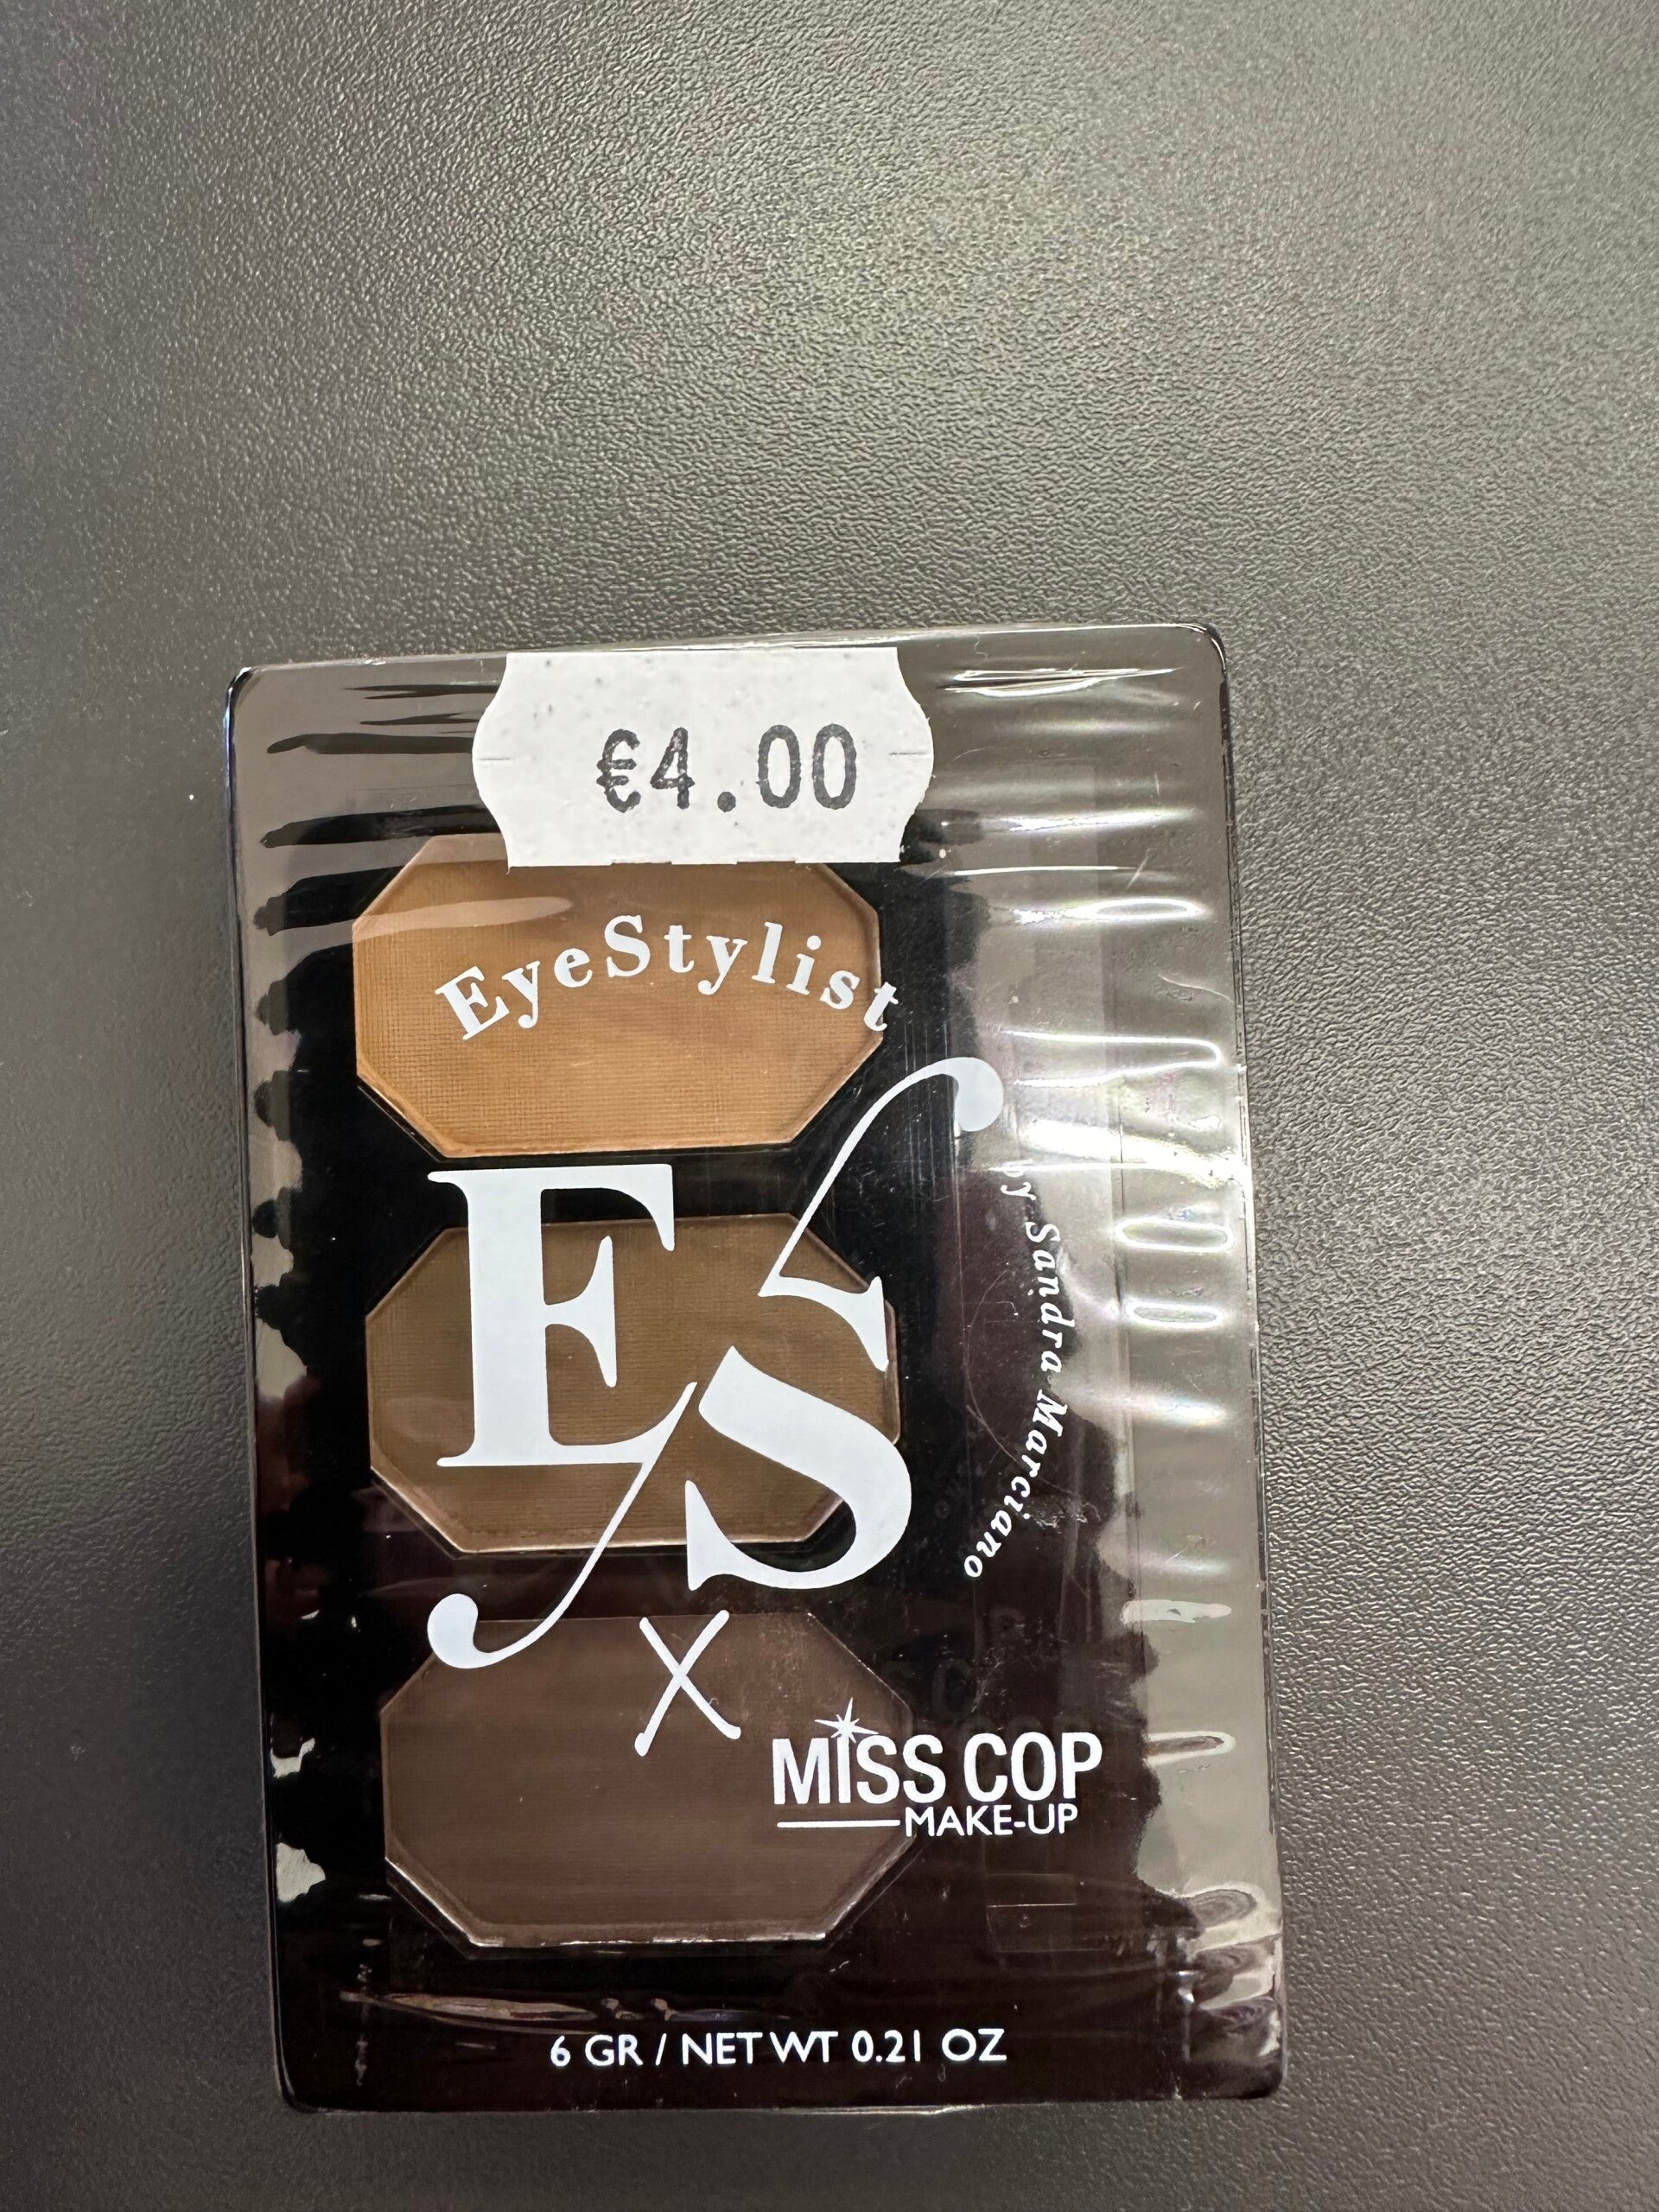 €4.00
EyeStylist
ES
by Sandra Marciano
X
MISS COP
MAKE-UP
6 GR / NET WT 0.21 OZ